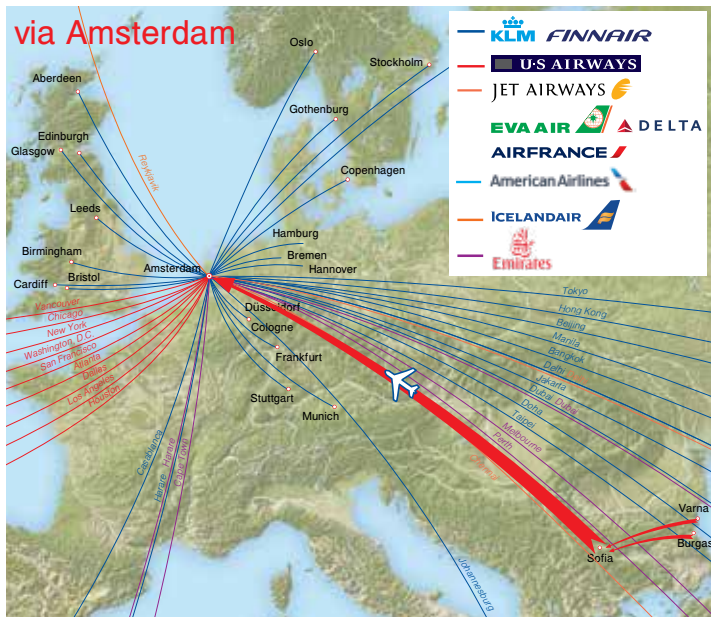 via Amsterdam
KLM FINNAIR
U·S AIRWAYS
JET AIRWAYS
EVA AIR DELTA
AIRFRANCE
American Airlines
ICELANDAIR
Emirates
Oslo
Stockholm
Aberdeen
Gothenburg
Edinburgh
Glasgow
Reykjavik
Copenhagen
Leeds
Hamburg
Birmingham
Bremen
Amsterdam
Hannover
Cardiff
Bristol
Tokyo
Vancouver
Chicago
New York
Washington, D.C.
San Francisco
Atlanta
Dallas
Los Angeles
Houston
Düsseldorf
Cologne
Frankfurt
Stuttgart
Munich
Hong Kong
Beijing
Manila
Bangkok
Delhi
Jakarta
Dubai Dubai
Doha
Taipei
Melbourne
Perth
Casablanca
Harare
Harare
Cape Town
Johannesburg
Varna
Burgas
Sofia